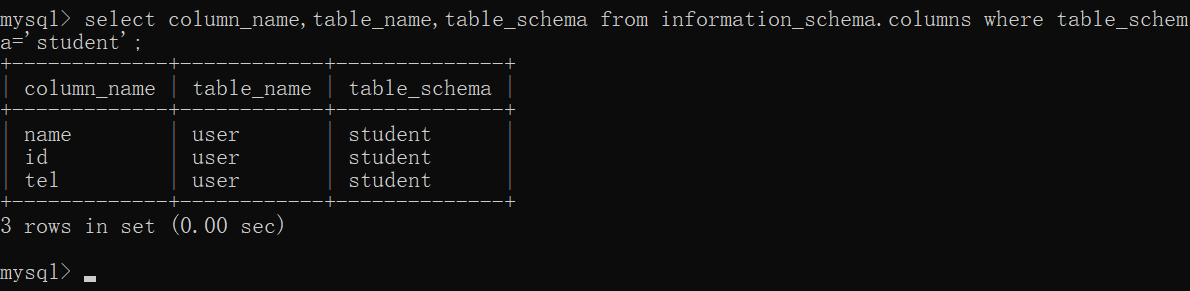 mysql> select column_name,table_name,table_schema from information_schema.columns where table_schem
a='student';
+-------------+------------+--------------+
| column_name | table_name | table_schema |
+-------------+------------+--------------+
| name        | user       | student      |
| id          | user       | student      |
| tel         | user       | student      |
+-------------+------------+--------------+
3 rows in set (0.00 sec)
mysql>